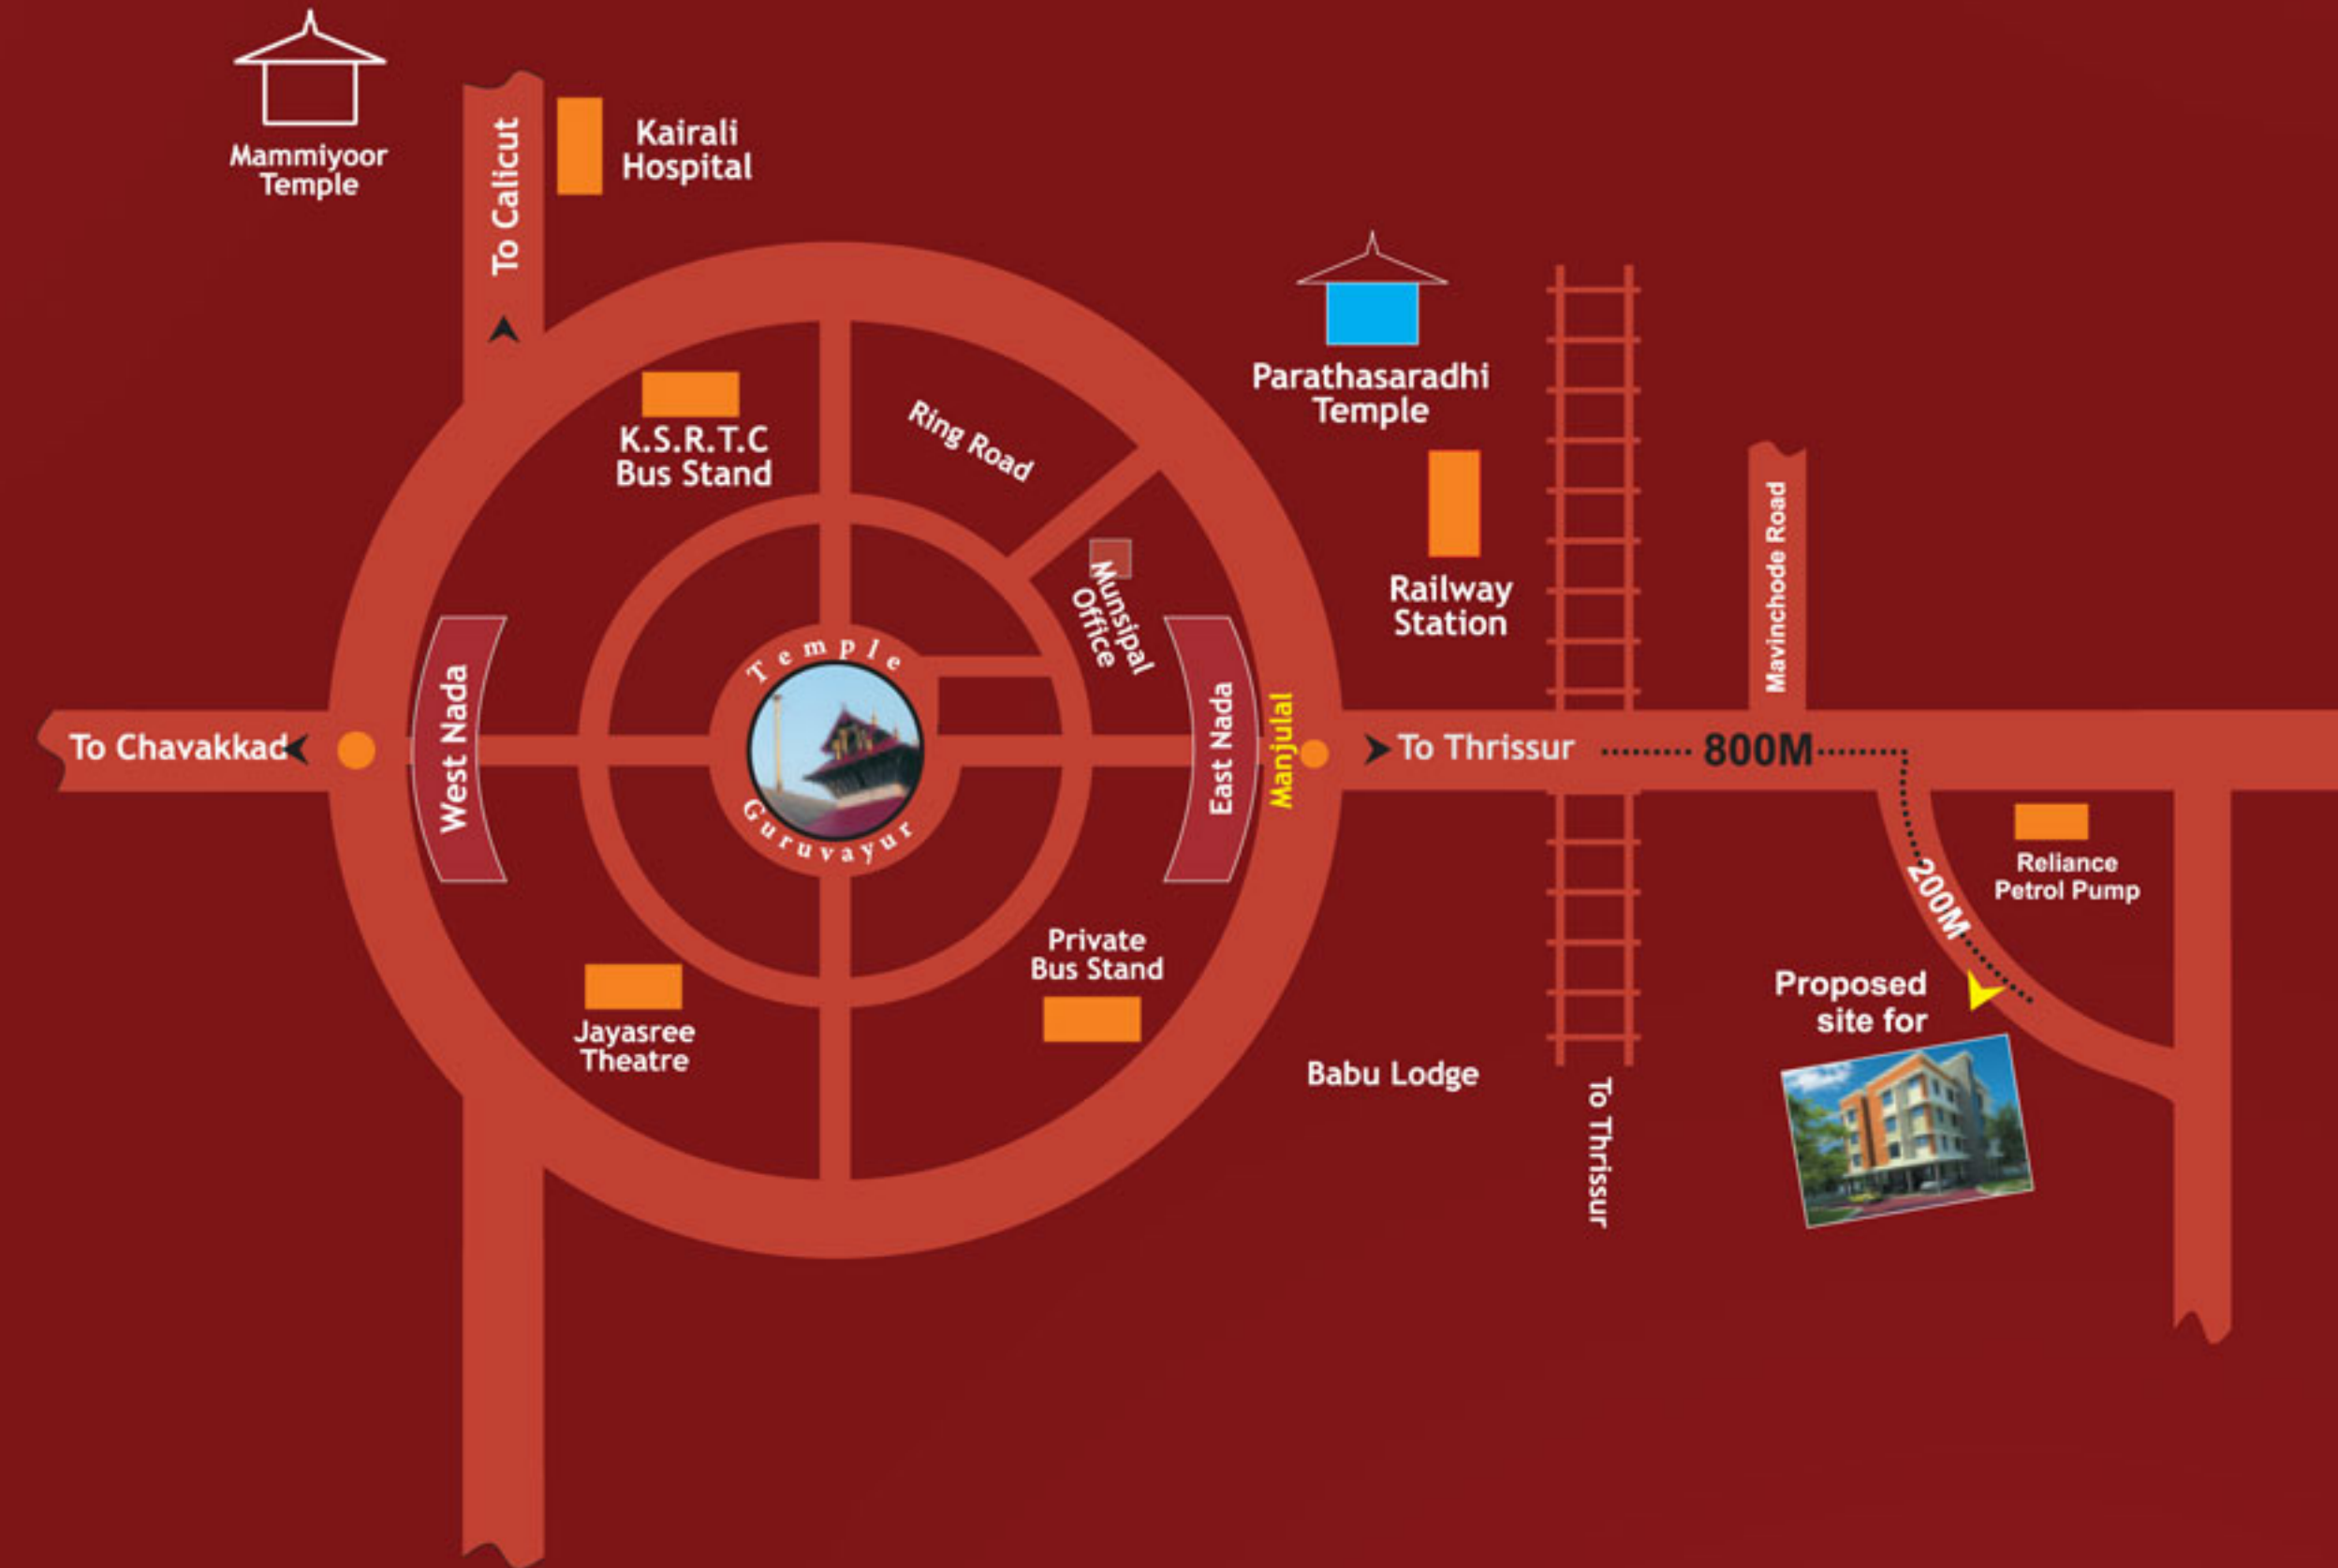 Mammiyoor
Temple
To Calicut
Kairali
Hospital
K.S.R.T.C
Bus Stand
Ring Road
Munsipal
Office
Parathasaradhi
Temple
Railway
Station
Mavinchode Road
To Chavakkad
West Nada
Temple
Guruvayur
East Nada
Manjulal
To Thrissur
800M
200M
Reliance
Petrol Pump
Private
Bus Stand
Jayasree
Theatre
Babu Lodge
To Thrissur
Proposed
site for